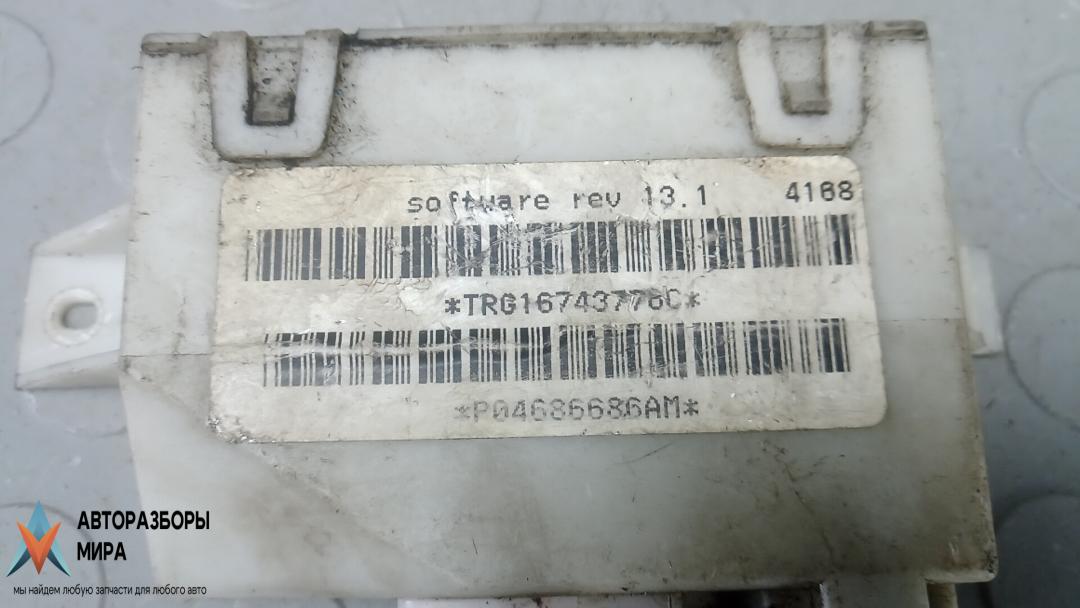 software rev 13.1 4168
*TRG16743776C*
*P04686686AM*
АВТОРАЗБОРЫ
МИРА
мы найдем любую запчасти для любого авто